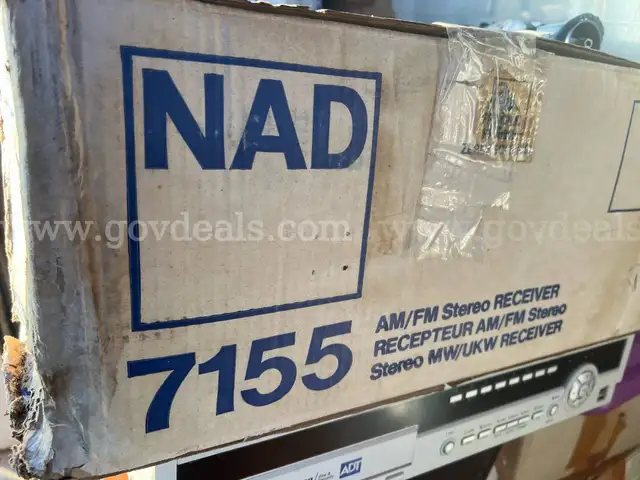 NAD
www.govdeals.com www.govdeals.com
7155
AM/FM Stereo RECEIVER
RECEPTEUR AM/FM Stereo
Stereo MW/UKW RECEIVER
ADT